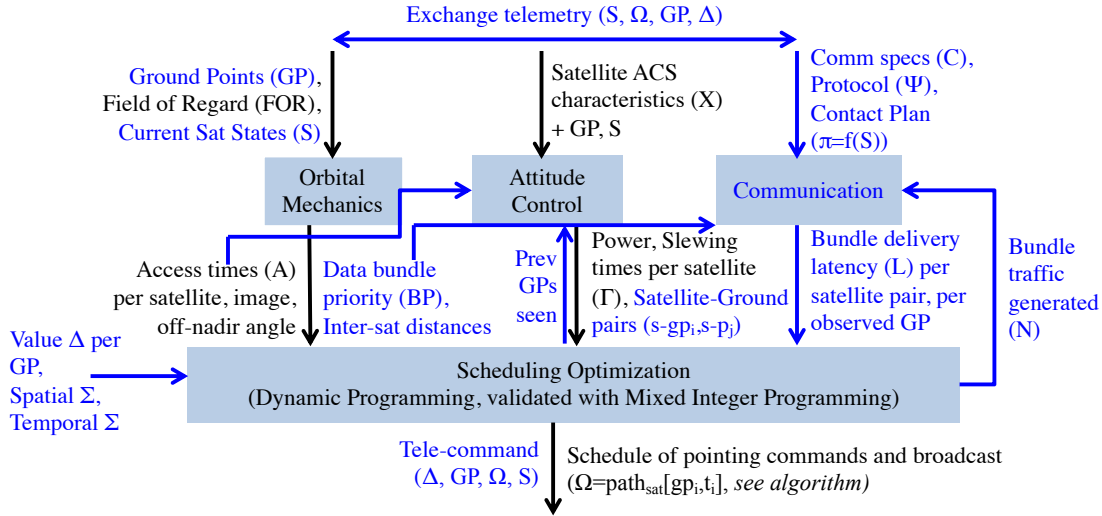 Exchange telemetry (S, Ω, GP, Δ)
Ground Points (GP),
Field of Regard (FOR),
Current Sat States (S)
Satellite ACS
characteristics (X)
+ GP, S
Comm specs (C),
Protocol (Ψ),
Contact Plan
(π=f(S))
Orbital
Mechanics
Attitude
Control
Communication
Access times (A)
per satellite, image,
off-nadir angle
Data bundle
priority (BP),
Inter-sat distances
Prev
GPs
seen
Power, Slewing
times per satellite
(Γ), Satellite-Ground
pairs (s-gpᵢ,s-pⱼ)
Bundle delivery
latency (L) per
satellite pair, per
observed GP
Bundle
traffic
generated
(N)
Value Δ per
GP,
Spatial Σ,
Temporal Σ
Scheduling Optimization
(Dynamic Programming, validated with Mixed Integer Programming)
Tele-command
(Δ, GP, Ω, S)
Schedule of pointing commands and broadcast
(Ω=pathsat[gpᵢ,tᵢ], see algorithm)